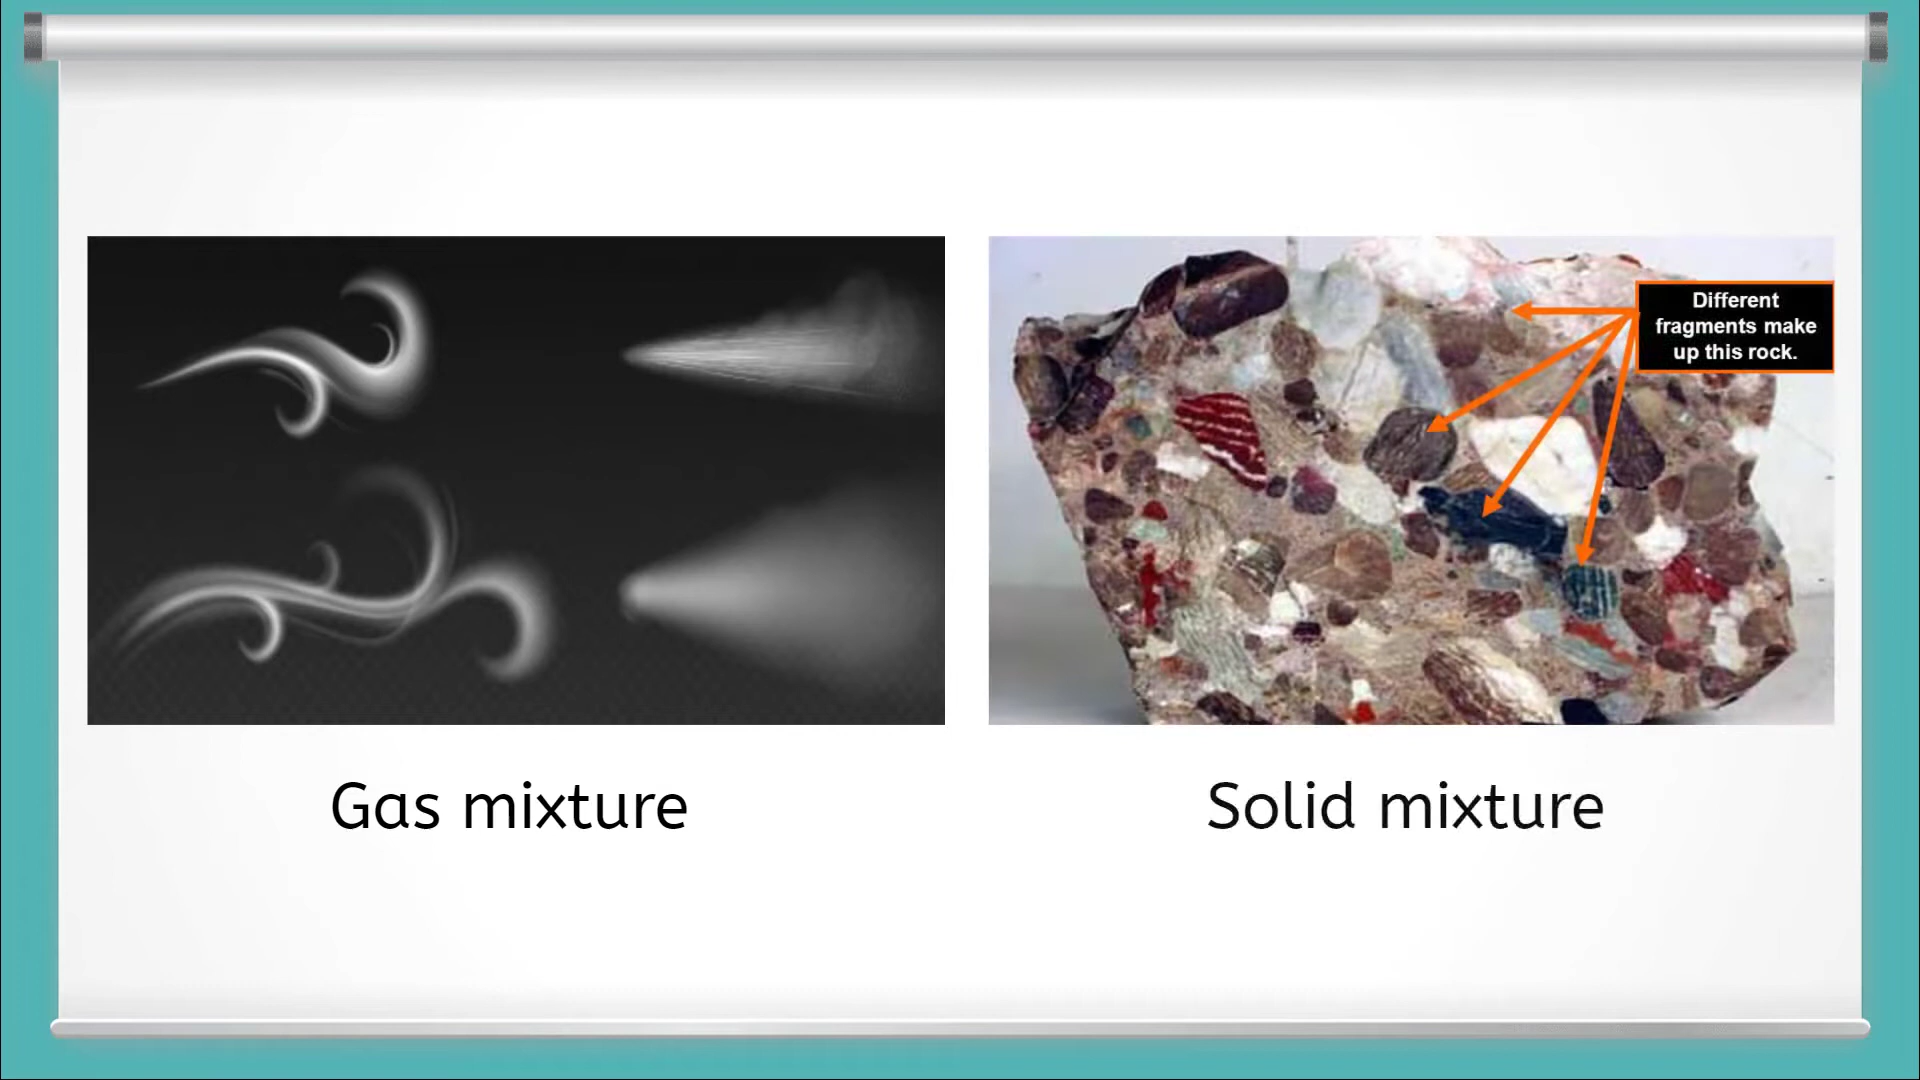 Different
fragments make
up this rock.
Gas mixture
Solid mixture